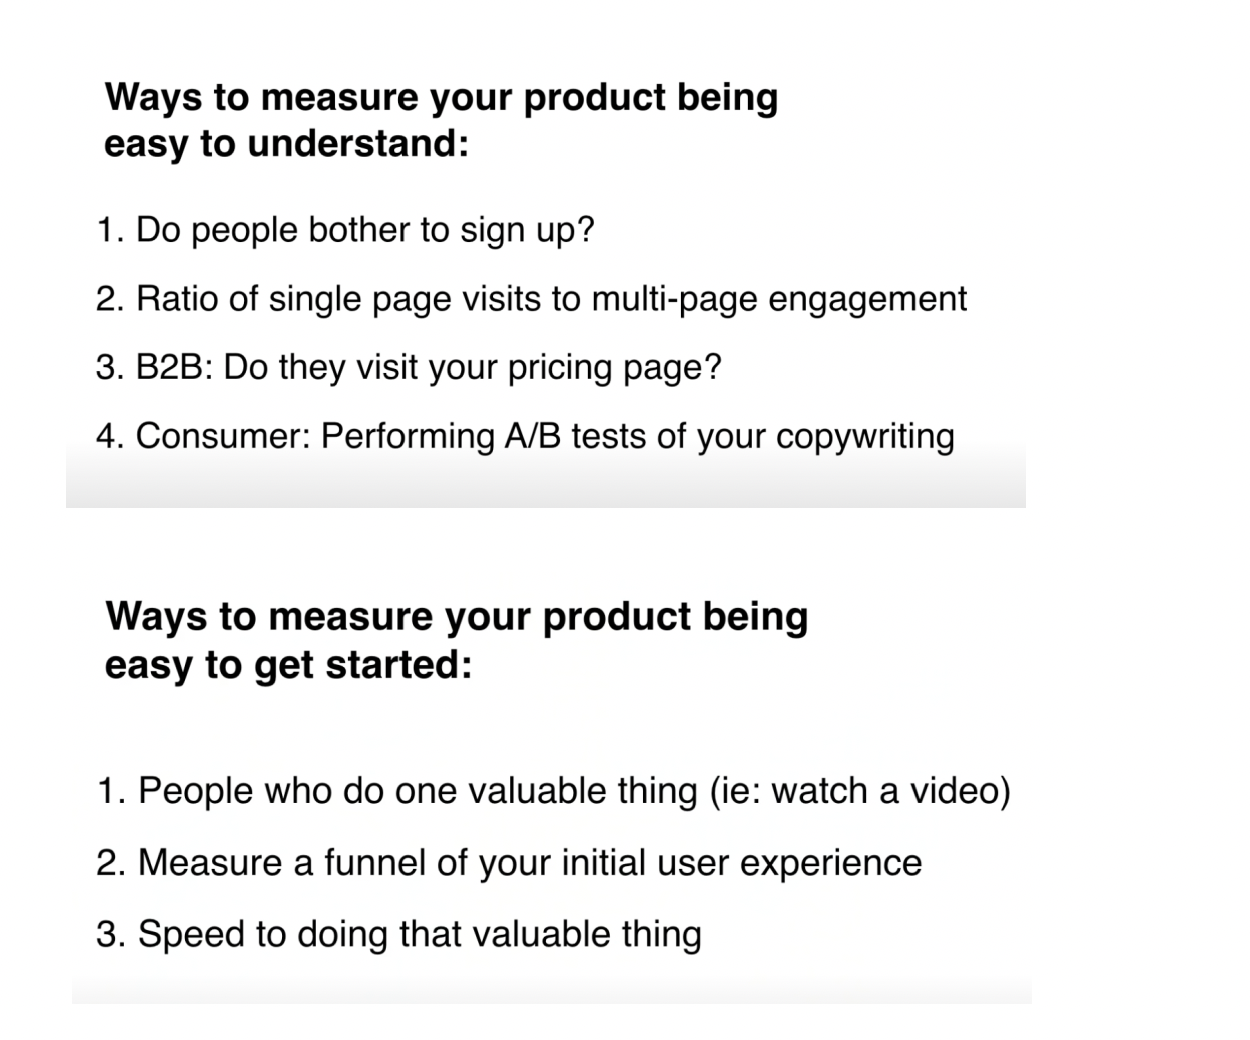 Ways to measure your product being
easy to understand:
1. Do people bother to sign up?
2. Ratio of single page visits to multi-page engagement
3. B2B: Do they visit your pricing page?
4. Consumer: Performing A/B tests of your copywriting
Ways to measure your product being
easy to get started:
1. People who do one valuable thing (ie: watch a video)
2. Measure a funnel of your initial user experience
3. Speed to doing that valuable thing